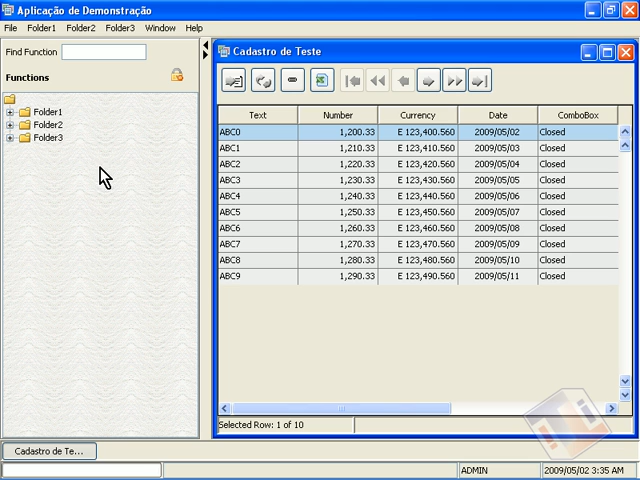 Aplicação de Demonstração
File Folder1 Folder2 Folder3 Window Help
Find Function
Functions
Folder1
Folder2
Folder3
Cadastro de Teste
Text Number Currency Date ComboBox
ABC0 1,200.33 E 123,400.560 2009/05/02 Closed
ABC1 1,210.33 E 123,410.560 2009/05/03 Closed
ABC2 1,220.33 E 123,420.560 2009/05/04 Closed
ABC3 1,230.33 E 123,430.560 2009/05/05 Closed
ABC4 1,240.33 E 123,440.560 2009/05/06 Closed
ABC5 1,250.33 E 123,450.560 2009/05/07 Closed
ABC6 1,260.33 E 123,460.560 2009/05/08 Closed
ABC7 1,270.33 E 123,470.560 2009/05/09 Closed
ABC8 1,280.33 E 123,480.560 2009/05/10 Closed
ABC9 1,290.33 E 123,490.560 2009/05/11 Closed
Selected Row: 1 of 10
Cadastro de Te...
ADMIN 2009/05/02 3:35 AM